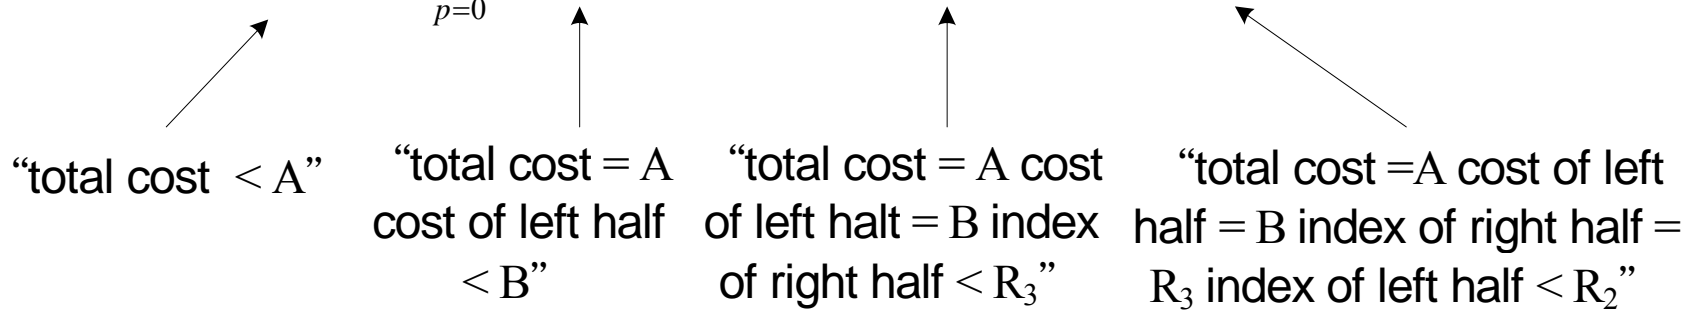 p=0
“total cost < A”
“total cost = A
cost of left half
< B”
“total cost = A cost
of left halt = B index
of right half < R₃”
“total cost =A cost of left
half = B index of right half =
R₃ index of left half < R₂”